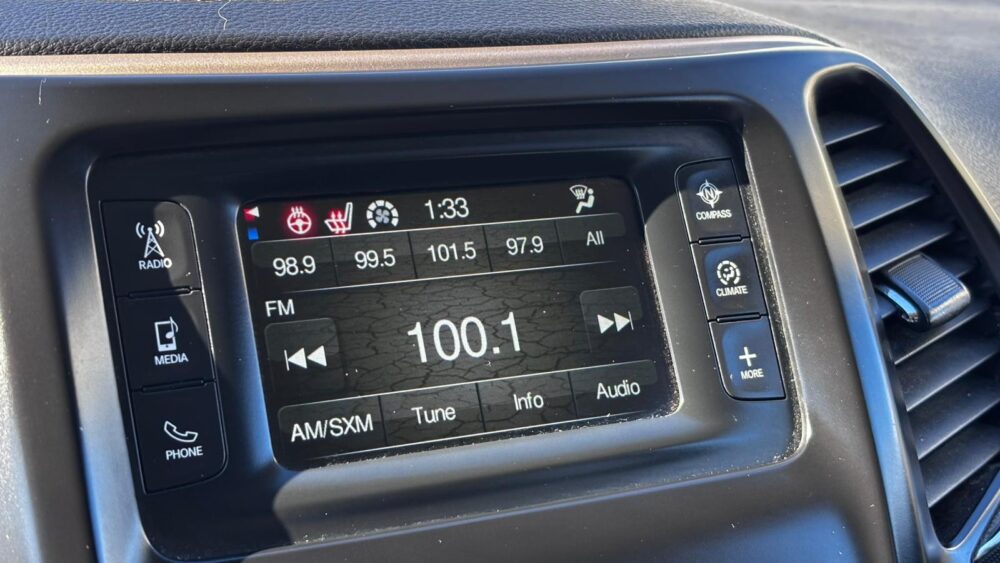 RADIO
MEDIA
PHONE
1:33
98.9 99.5 101.5 97.9 All
FM
100.1
AM/SXM Tune Info Audio
COMPASS
CLIMATE
MORE